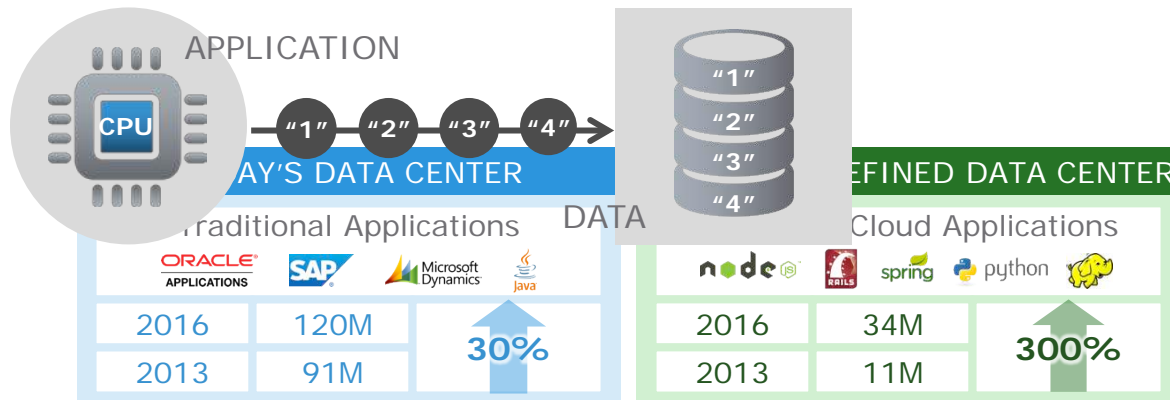 APPLICATION
CPU
“1” “2” “3” “4”
“1”
“2”
“3”
“4”
DATA
AY’S DATA CENTER
Traditional Applications
ORACLE®
APPLICATIONS
SAP
Microsoft
Dynamics
Java
2016 120M
2013 91M
30%
EFINED DATA CENTER
Cloud Applications
node JS
RAILS
spring
python
2016 34M
2013 11M
300%